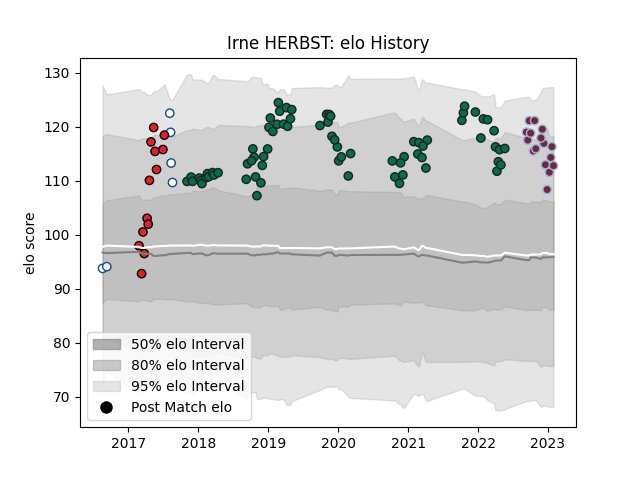 Irne HERBST: elo History
elo score
130
120
110
100
90
80
70
50% elo Interval
80% elo Interval
95% elo Interval
Post Match elo
2017 2018 2019 2020 2021 2022 2023